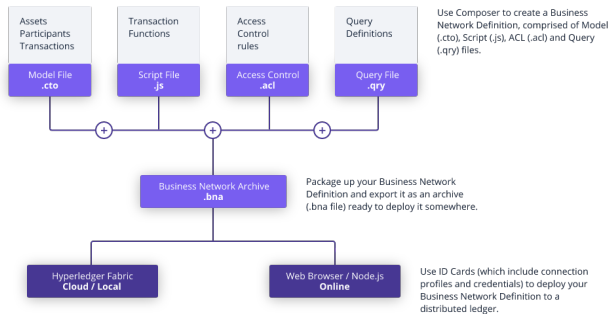 Assets
Participants
Transactions
Transaction
Functions
Access
Control
rules
Query
Definitions
Use Composer to create a Business
Network Definition, comprised of Model
(.cto), Script (.js), ACL (.acl) and Query
(.qry) files.
Model File
.cto
Script File
.js
Access Control
.acl
Query File
.qry
+
+
+
Business Network Archive
.bna
Package up your Business Network
Definition and export it as an archive
(.bna file) ready to deploy it somewhere.
Hyperledger Fabric
Cloud / Local
Web Browser / Node.js
Online
Use ID Cards (which include connection
profiles and credentials) to deploy your
Business Network Definition to a
distributed ledger.